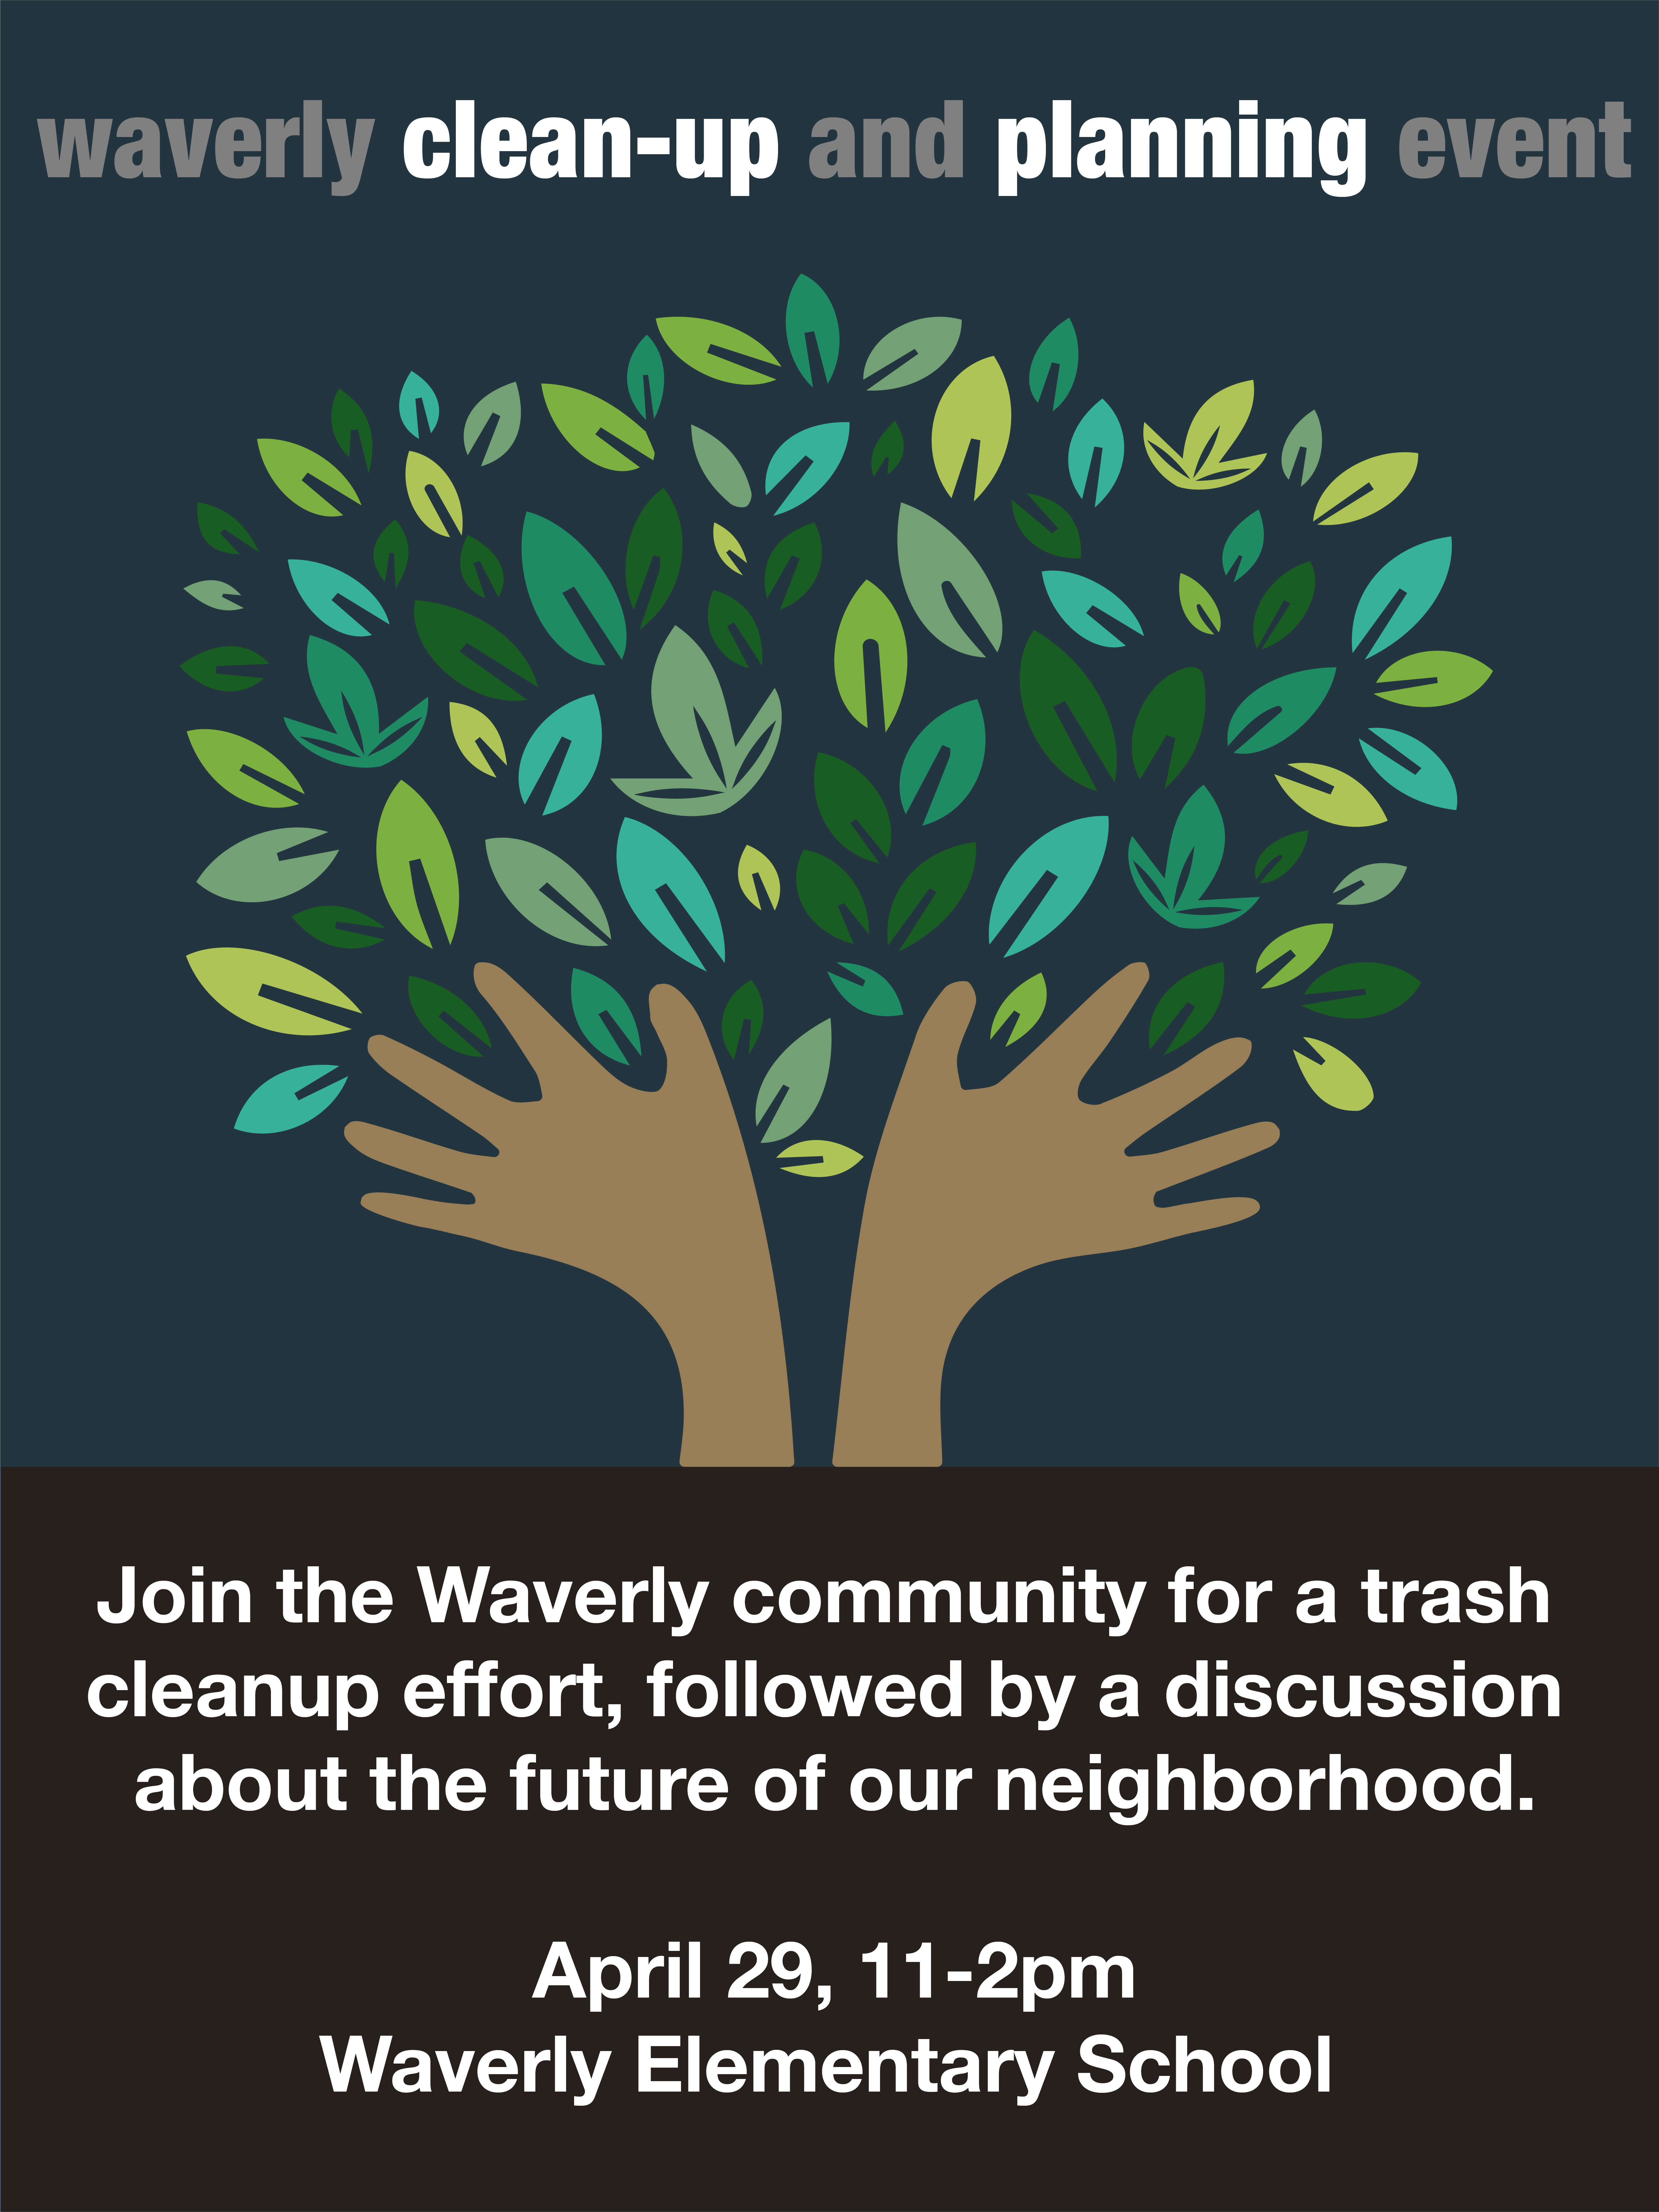 waverly clean-up and planning event
Join the Waverly community for a trash
cleanup effort, followed by a discussion
about the future of our neighborhood.
April 29, 11-2pm
Waverly Elementary School